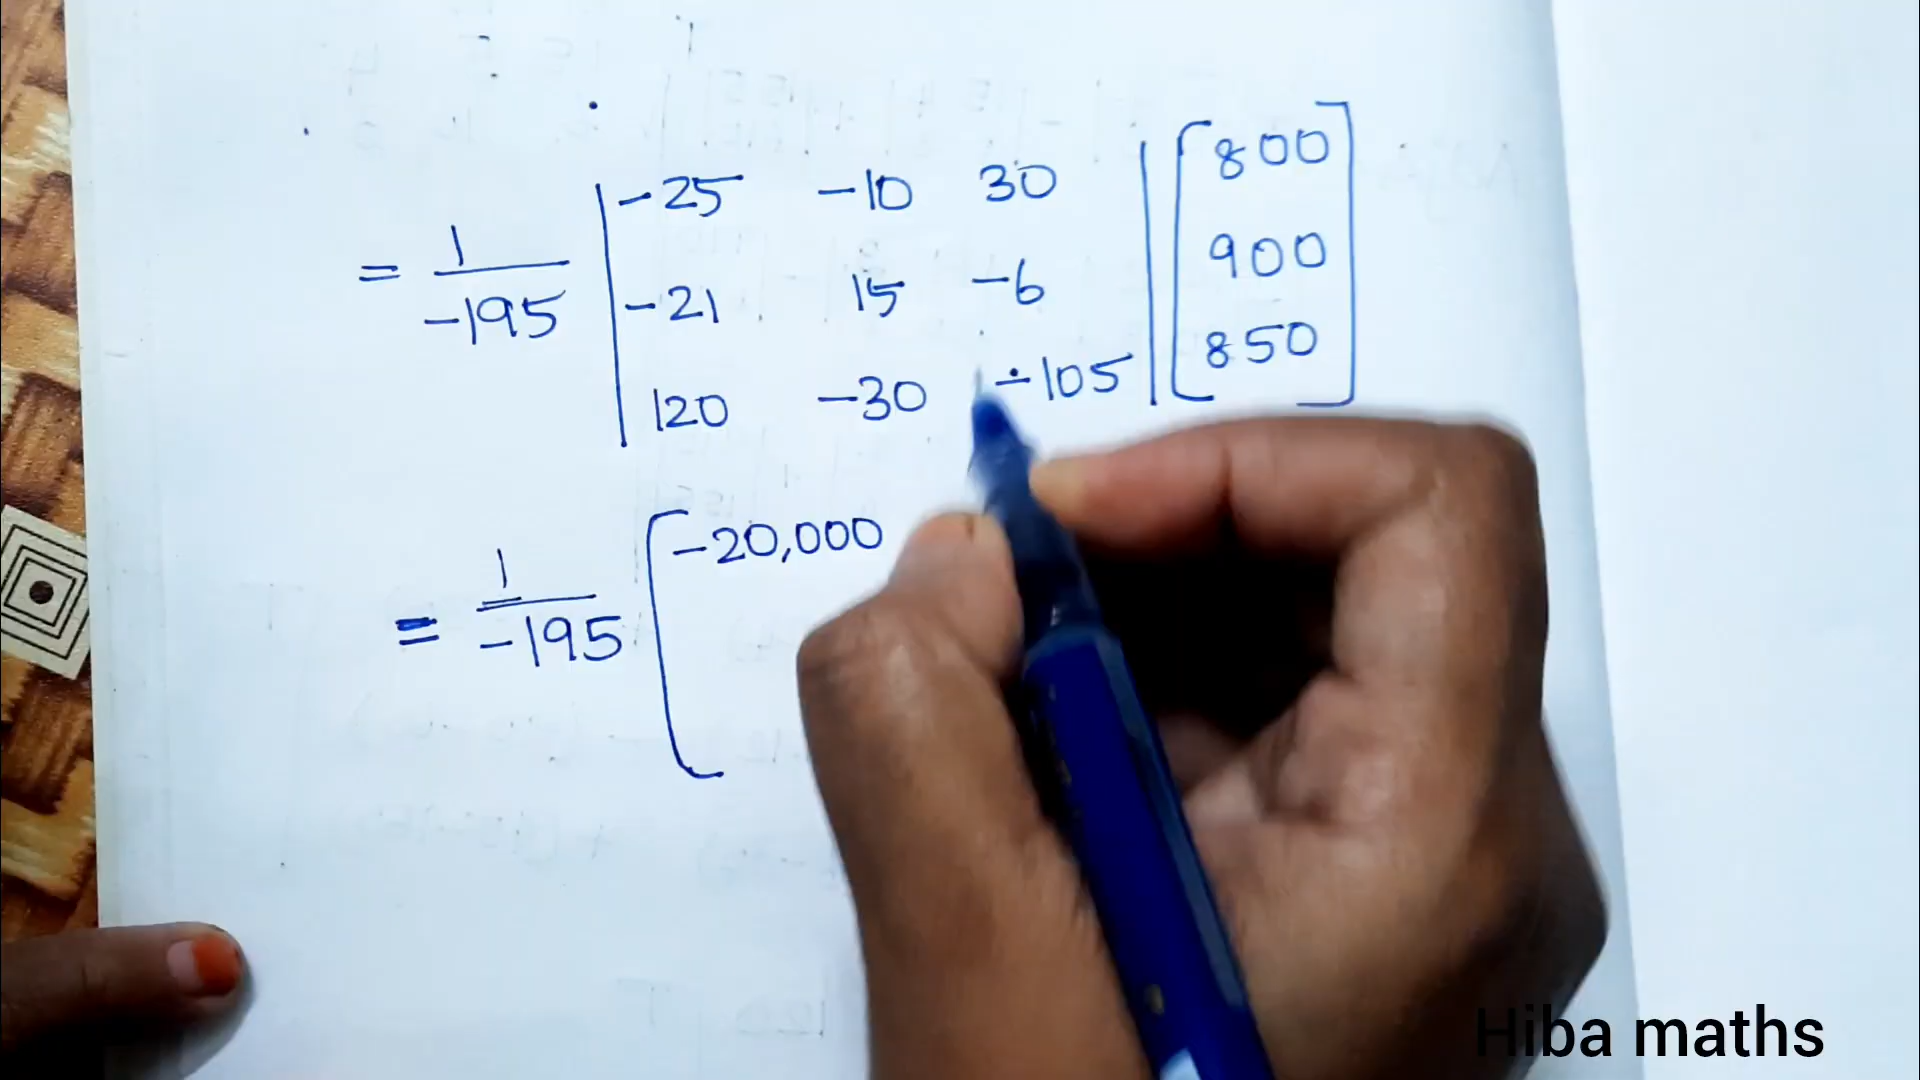 -25 -10 30 800
= 1/-195 -21 15 -6 900
120 -30 -105 850
= 1/-195 -20,000
Hiba maths